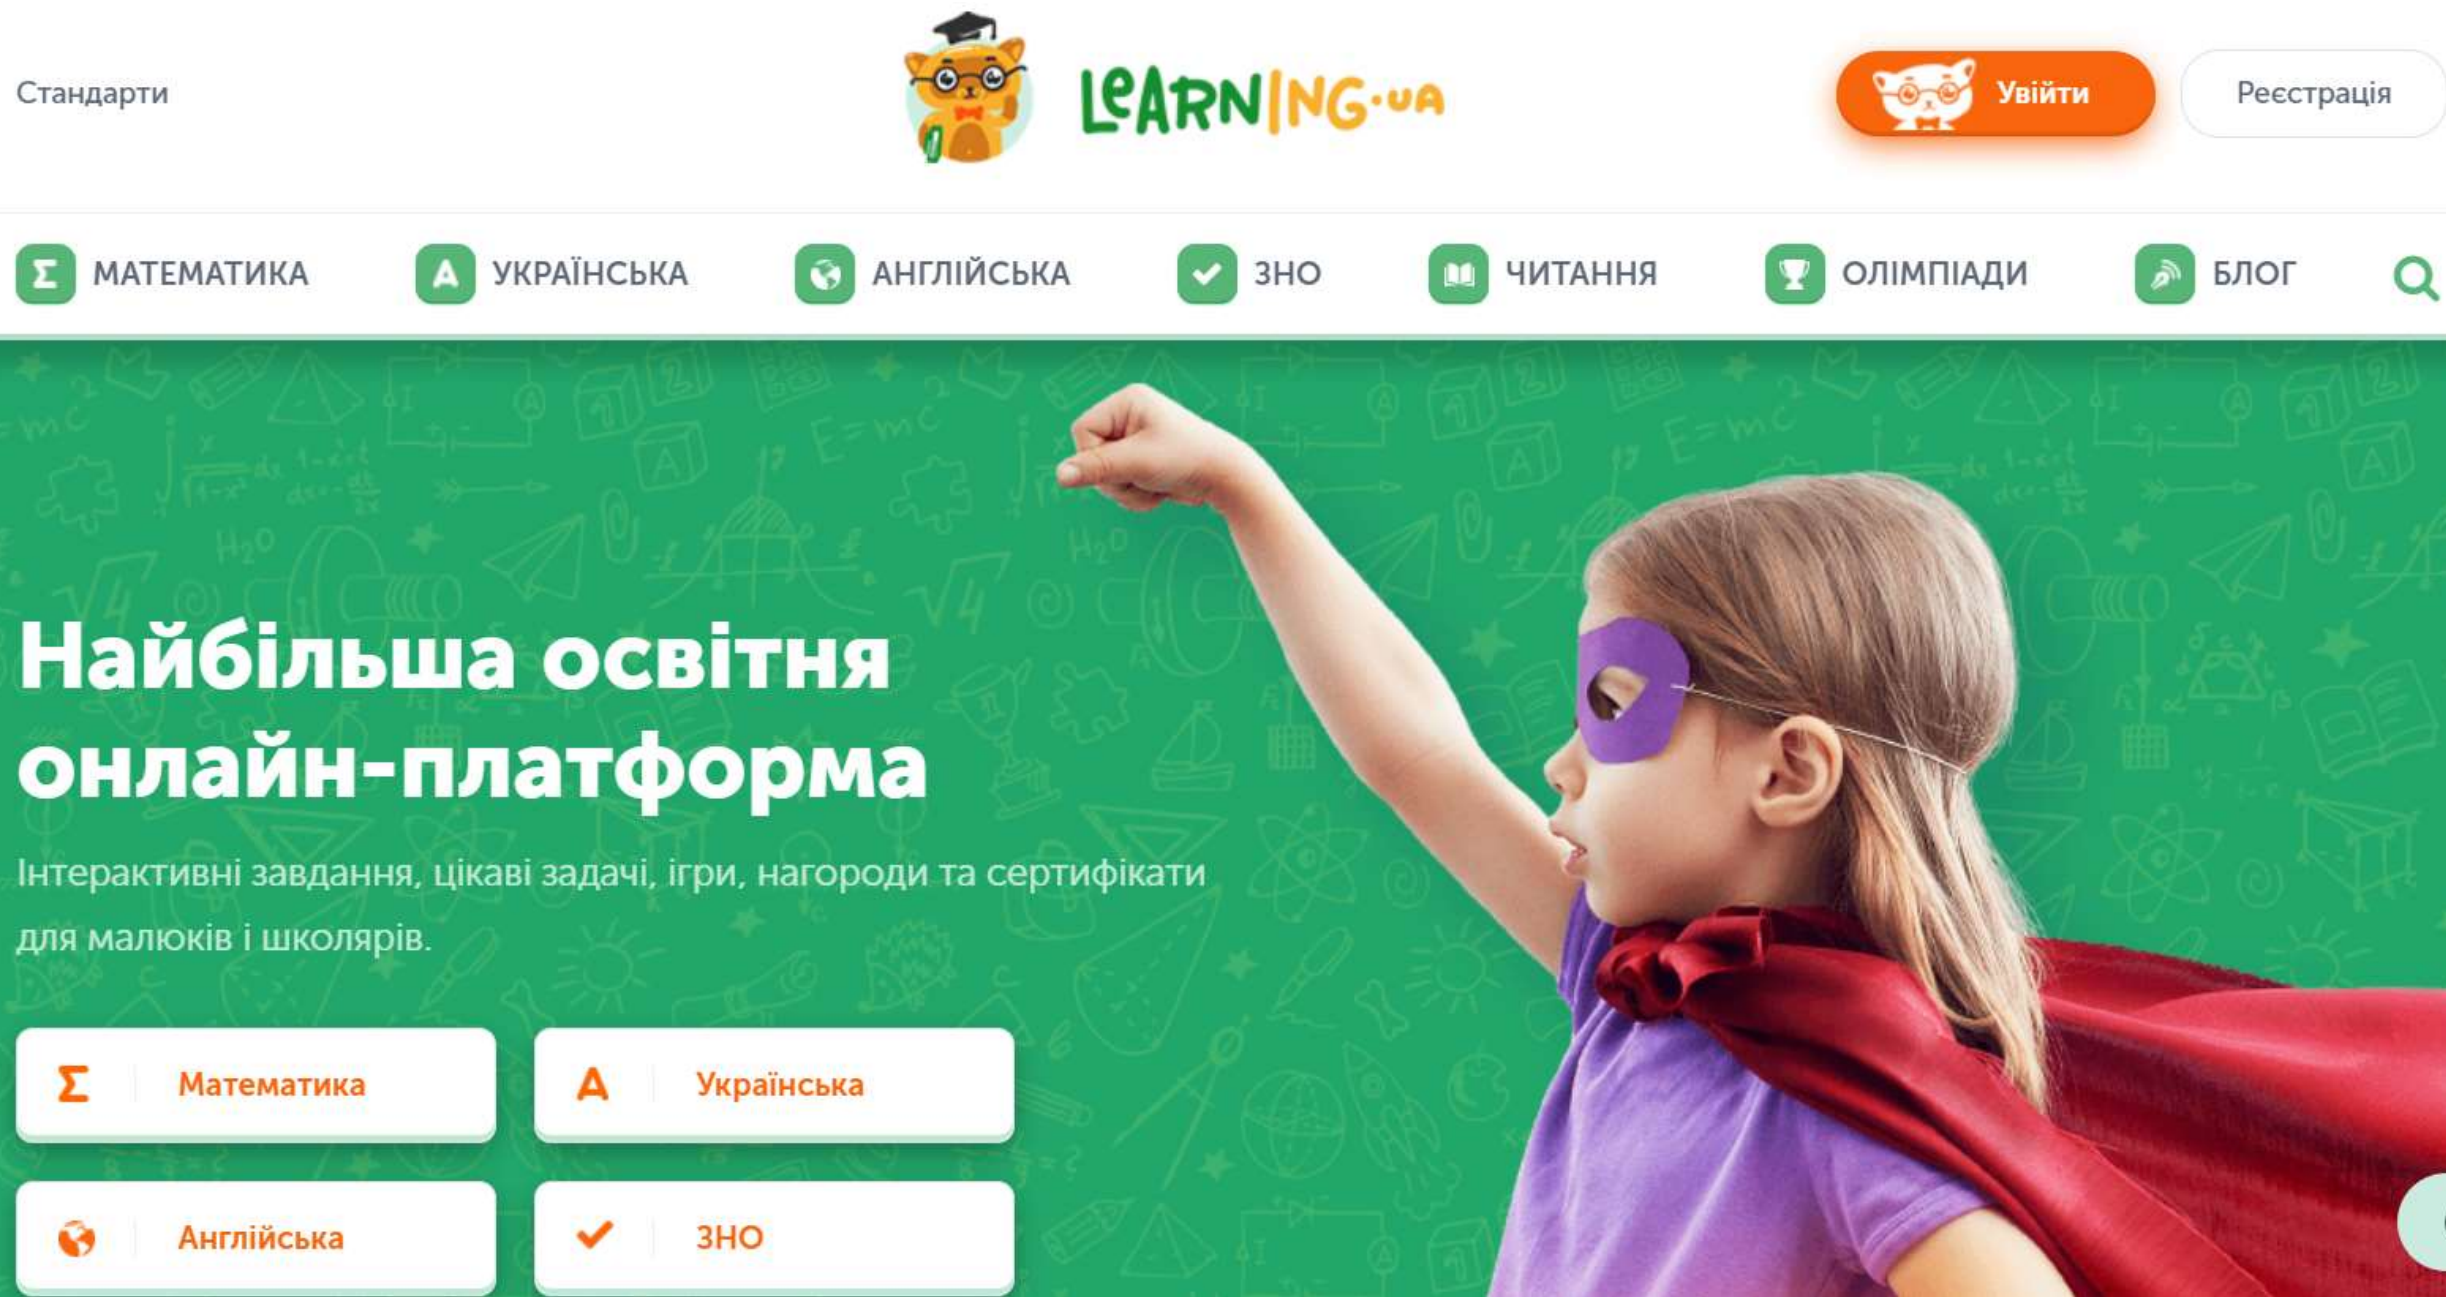 Стандарти
LeARNING.UA
Увійти
Реєстрація
МАТЕМАТИКА
УКРАЇНСЬКА
АНГЛІЙСЬКА
ЗНО
ЧИТАННЯ
ОЛІМПІАДИ
БЛОГ
Найбільша освітня
онлайн-платформа
Інтерактивні завдання, цікаві задачі, ігри, нагороди та сертифікати
для малюків і школярів.
Математика
Українська
Англійська
ЗНО